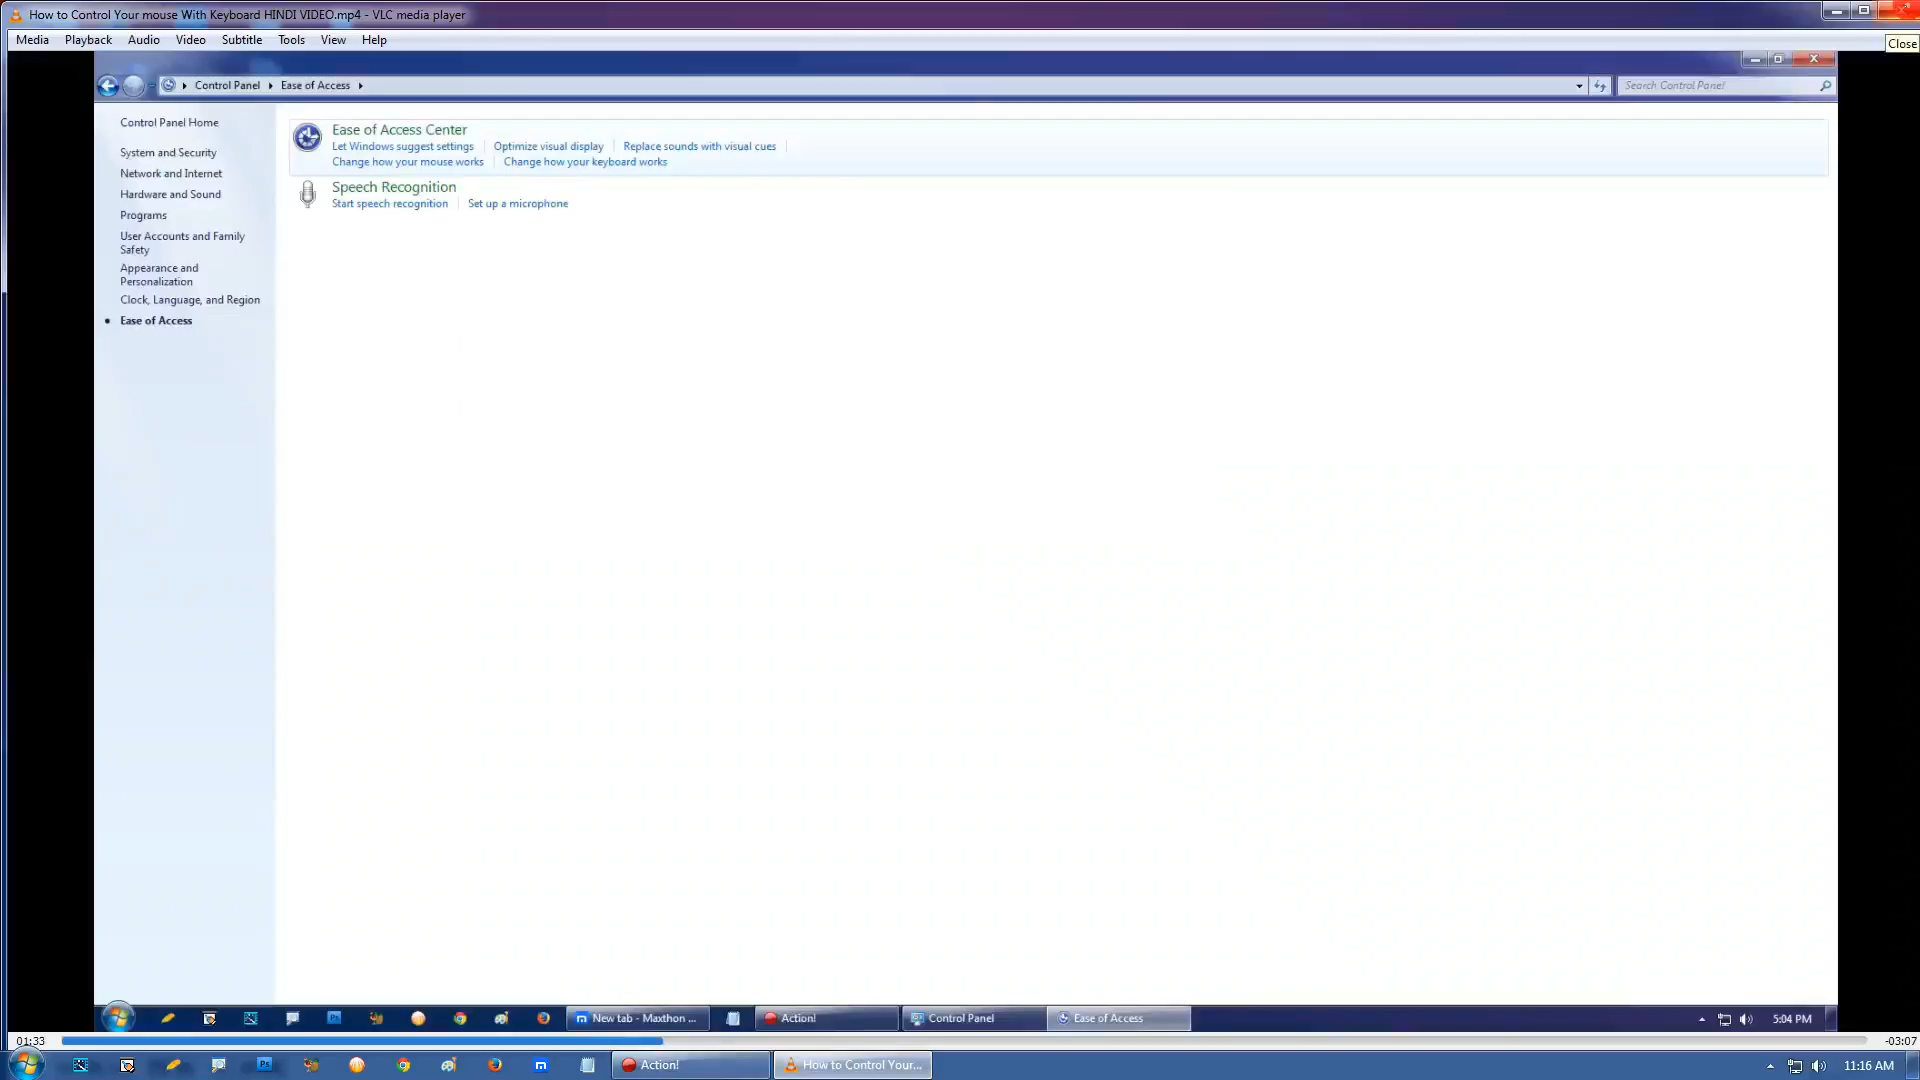 How to Control Your mouse With Keyboard HINDI VIDEO.mp4 - VLC media player
Media Playback Audio Video Subtitle Tools View Help
Close
Control Panel Ease of Access
Search Control Panel
Control Panel Home
System and Security
Network and Internet
Hardware and Sound
Programs
User Accounts and Family
Safety
Appearance and
Personalization
Clock, Language, and Region
Ease of Access
Ease of Access Center
Let Windows suggest settings Optimize visual display Replace sounds with visual cues
Change how your mouse works Change how your keyboard works
Speech Recognition
Start speech recognition Set up a microphone
New tab - Maxthon ... Action! Control Panel Ease of Access 5:04 PM
01:33 -03:07
Action! How to Control Your... 11:16 AM